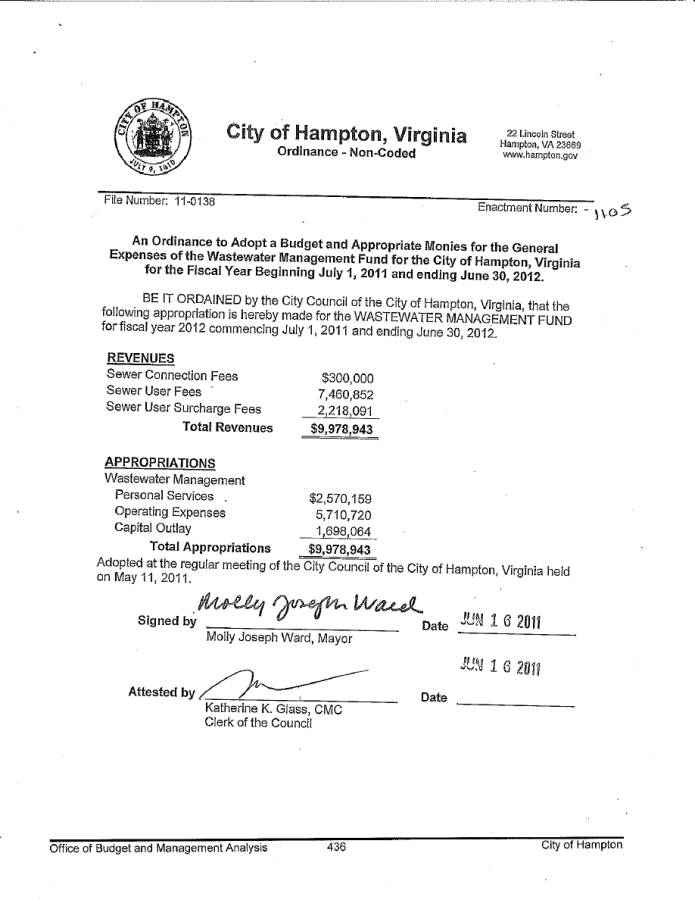 CITY OF HAMPTON
JULY 9, 1610
City of Hampton, Virginia
Ordinance - Non-Coded
22 Lincoln Street
Hampton, VA 23669
www.hampton.gov
File Number: 11-0138
Enactment Number: - 1105
An Ordinance to Adopt a Budget and Appropriate Monies for the General
Expenses of the Wastewater Management Fund for the City of Hampton, Virginia
for the Fiscal Year Beginning July 1, 2011 and ending June 30, 2012.
BE IT ORDAINED by the City Council of the City of Hampton, Virginia, that the
following appropriation is hereby made for the WASTEWATER MANAGEMENT FUND
for fiscal year 2012 commencing July 1, 2011 and ending June 30, 2012.
REVENUES
Sewer Connection Fees $300,000
Sewer User Fees 7,460,852
Sewer User Surcharge Fees 2,218,091
Total Revenues $9,978,943
APPROPRIATIONS
Wastewater Management
Personal Services $2,570,159
Operating Expenses 5,710,720
Capital Outlay 1,698,064
Total Appropriations $9,978,943
Adopted at the regular meeting of the City Council of the City of Hampton, Virginia held
on May 11, 2011.
Molly Joseph Ward
Signed by Date JUN 16 2011
Molly Joseph Ward, Mayor
JUN 16 2011
Attested by Date
Katherine K. Glass, CMC
Clerk of the Council
Office of Budget and Management Analysis 436 City of Hampton